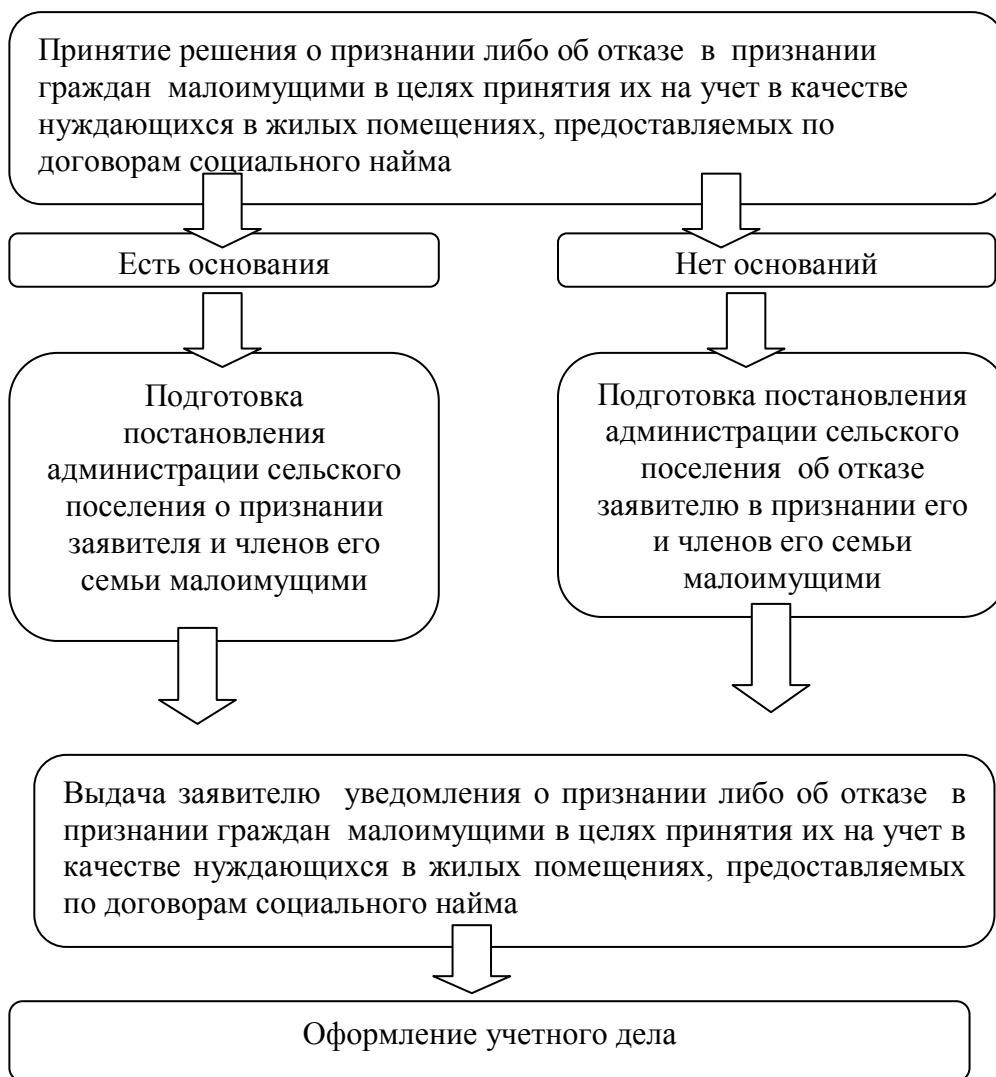 Принятие решения о признании либо об отказе в признании
граждан малоимущими в целях принятия их на учет в качестве
нуждающихся в жилых помещениях, предоставляемых по
договорам социального найма
Есть основания
Нет оснований
Подготовка
постановления
администрации сельского
поселения о признании
заявителя и членов его
семьи малоимущими
Подготовка постановления
администрации сельского
поселения об отказе
заявителю в признании его
и членов его семьи
малоимущими
Выдача заявителю уведомления о признании либо об отказе в
признании граждан малоимущими в целях принятия их на учет в
качестве нуждающихся в жилых помещениях, предоставляемых
по договорам социального найма
Оформление учетного дела